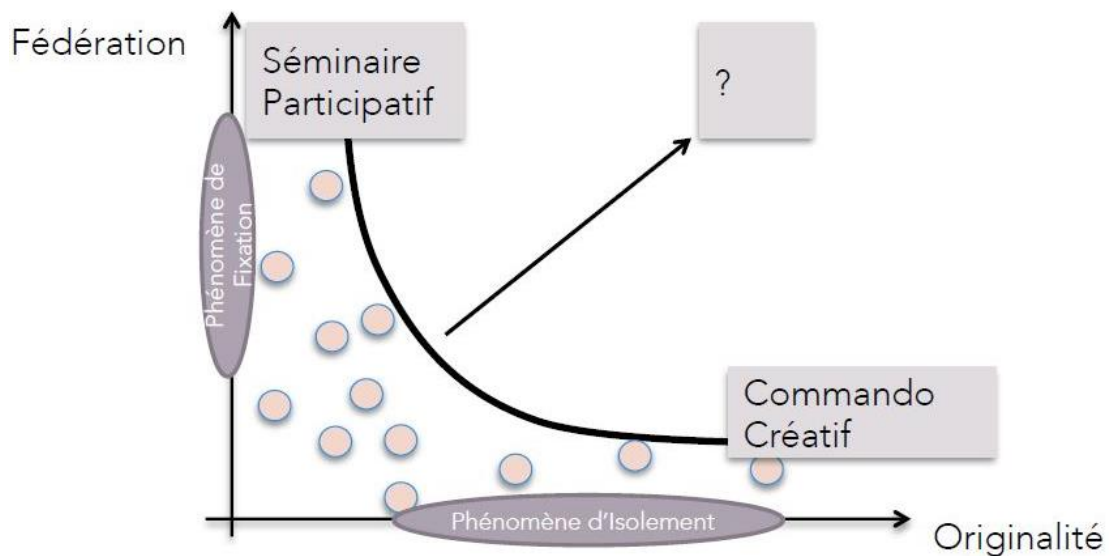 Fédération
Séminaire
Participatif
?
Phénomène de
Fixation
Commando
Créatif
Phénomène d'Isolement
Originalité